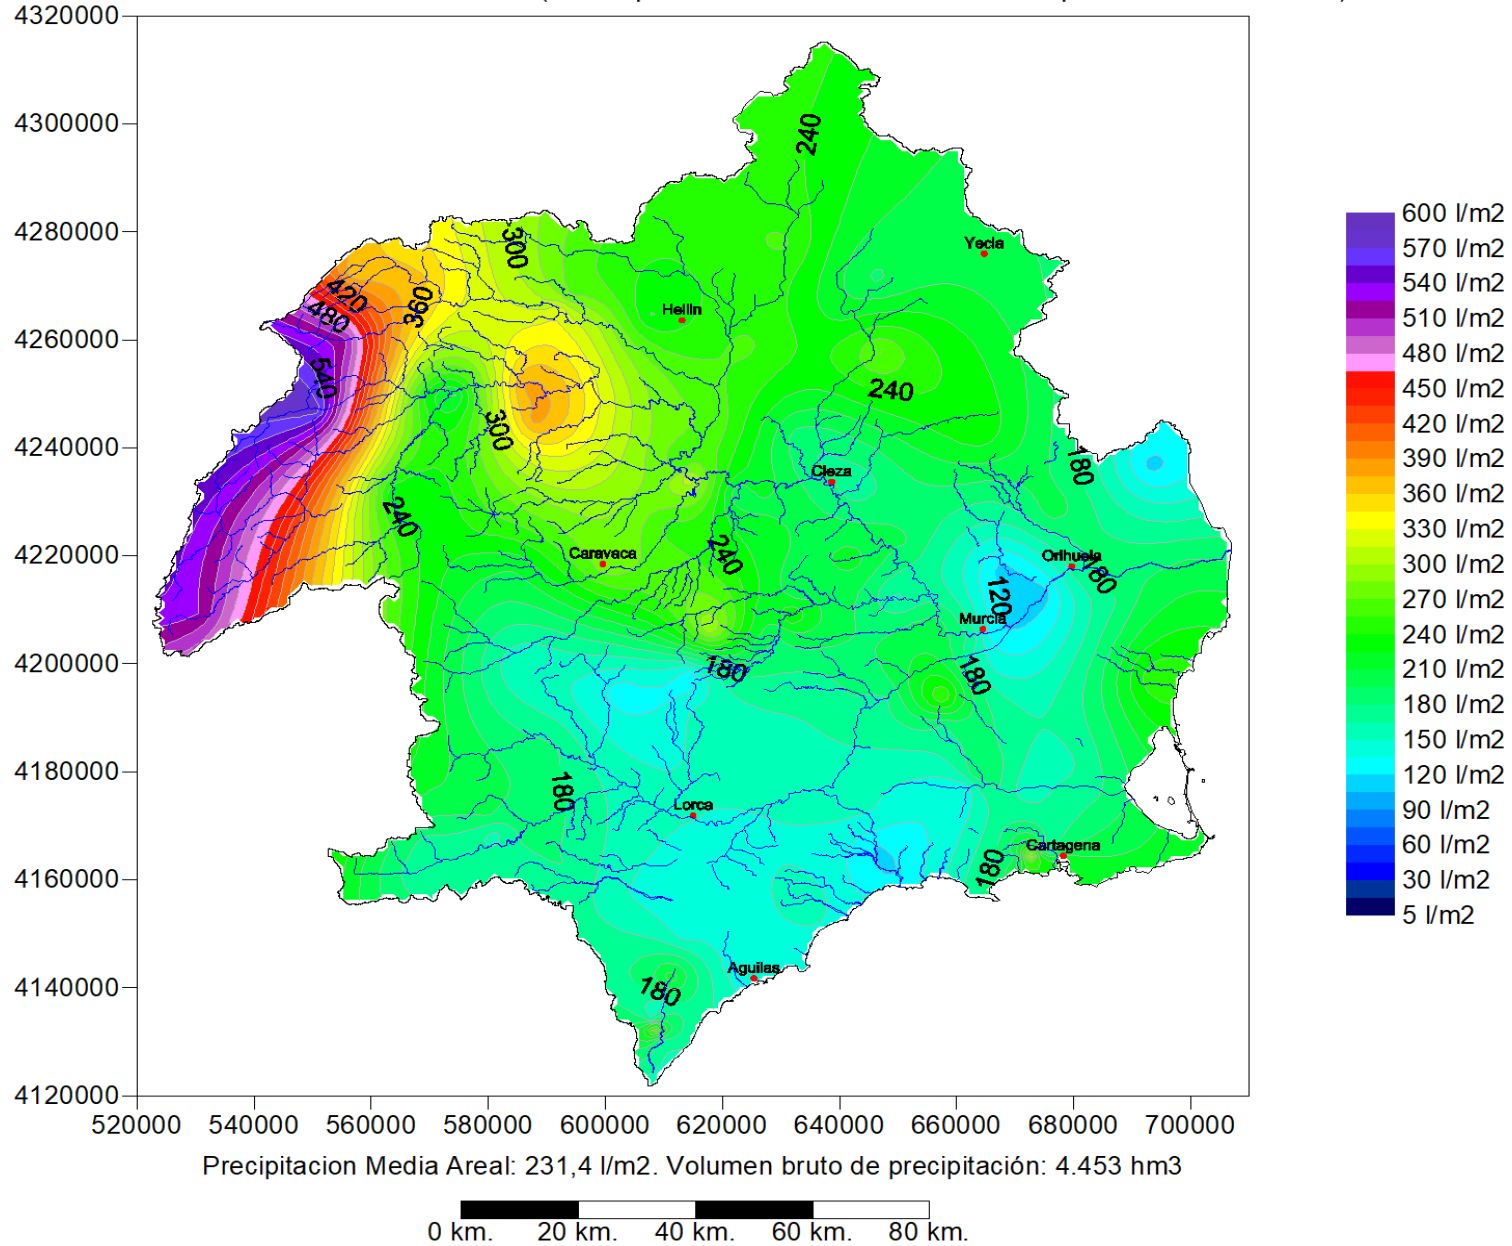 4320000
4300000
240
600 l/m2
570 l/m2
4280000
300
Yecla
540 l/m2
420
360
510 l/m2
480
Hellin
480 l/m2
4260000
450 l/m2
540
240
420 l/m2
300
390 l/m2
4240000
180
Cieza
360 l/m2
240
330 l/m2
4220000
Caravaca
240
Orihuela
180
300 l/m2
120
270 l/m2
Murcia
240 l/m2
4200000
180
180
210 l/m2
180 l/m2
150 l/m2
4180000
180
120 l/m2
Lorca
90 l/m2
Cartagena
60 l/m2
4160000
180
30 l/m2
5 l/m2
Aguilas
4140000
180
4120000
520000 540000 560000 580000 600000 620000 640000 660000 680000 700000
Precipitacion Media Areal: 231,4 l/m2. Volumen bruto de precipitación: 4.453 hm3
0 km. 20 km. 40 km. 60 km. 80 km.